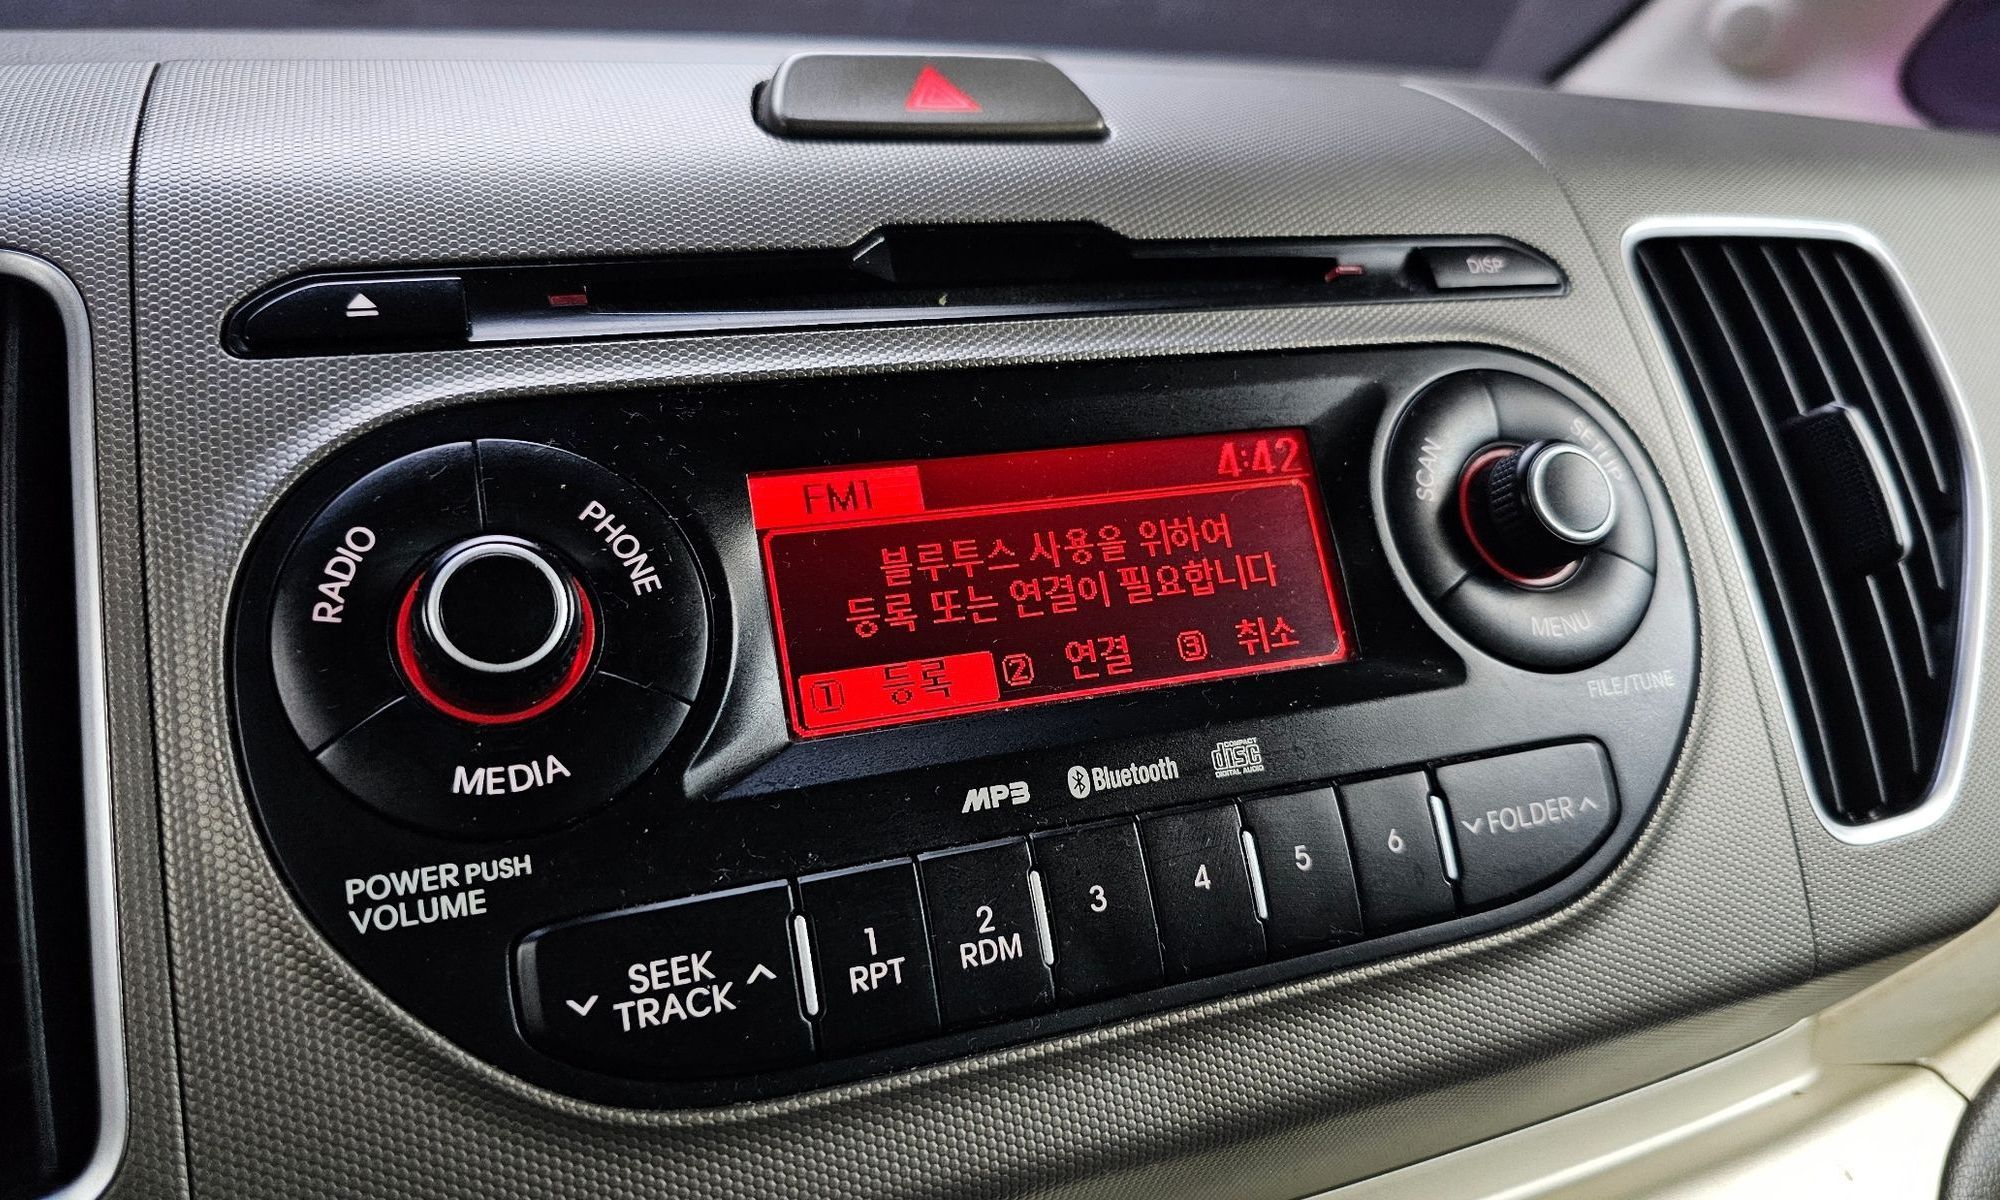 DISP
RADIO
PHONE
MEDIA
POWER PUSH
VOLUME
FM1
4:42
블루투스 사용을 위하여
등록 또는 연결이 필요합니다
1 등록 2 연결 3 취소
SCAN
SETUP
MENU
FILE/TUNE
MP3
Bluetooth
COMPACT
disc
DIGITAL AUDIO
SEEK
TRACK
1
RPT
2
RDM
3
4
5
6
FOLDER